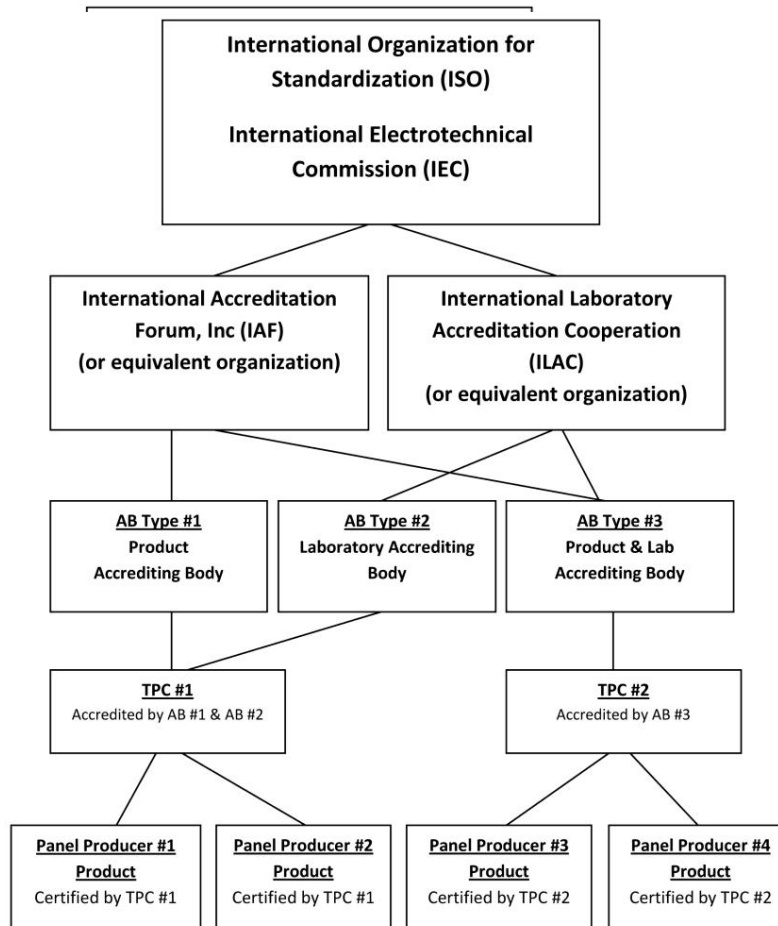 International Organization for
Standardization (ISO)
International Electrotechnical
Commission (IEC)
International Accreditation
Forum, Inc (IAF)
(or equivalent organization)
International Laboratory
Accreditation Cooperation
(ILAC)
(or equivalent organization)
AB Type #1
Product
Accrediting Body
AB Type #2
Laboratory Accrediting
Body
AB Type #3
Product & Lab
Accrediting Body
TPC #1
Accredited by AB #1 & AB #2
TPC #2
Accredited by AB #3
Panel Producer #1
Product
Certified by TPC #1
Panel Producer #2
Product
Certified by TPC #1
Panel Producer #3
Product
Certified by TPC #2
Panel Producer #4
Product
Certified by TPC #2